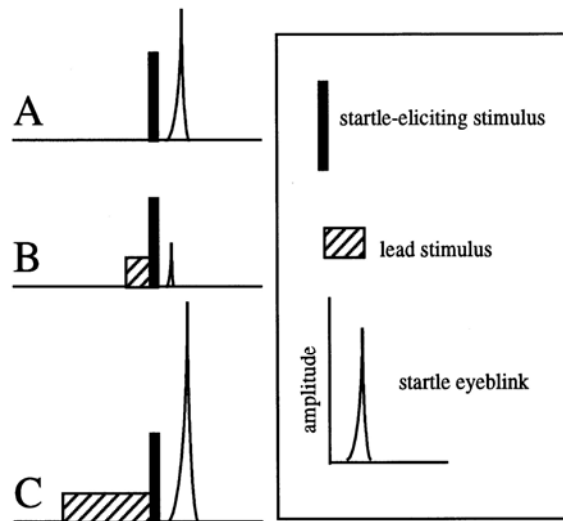 A
B
C
startle-eliciting stimulus
lead stimulus
amplitude
startle eyeblink